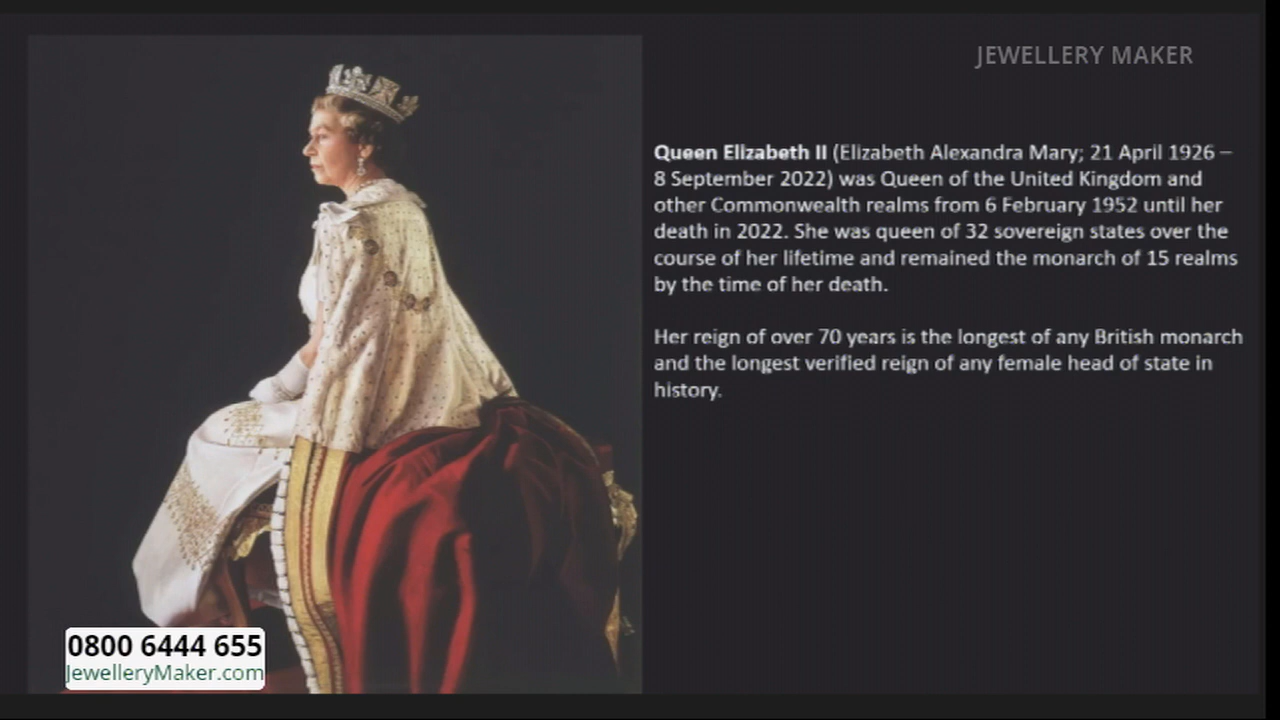 JEWELLERY MAKER
Queen Elizabeth II (Elizabeth Alexandra Mary; 21 April 1926 –
8 September 2022) was Queen of the United Kingdom and
other Commonwealth realms from 6 February 1952 until her
death in 2022. She was queen of 32 sovereign states over the
course of her lifetime and remained the monarch of 15 realms
by the time of her death.
Her reign of over 70 years is the longest of any British monarch
and the longest verified reign of any female head of state in
history.
0800 6444 655
JewelleryMaker.com